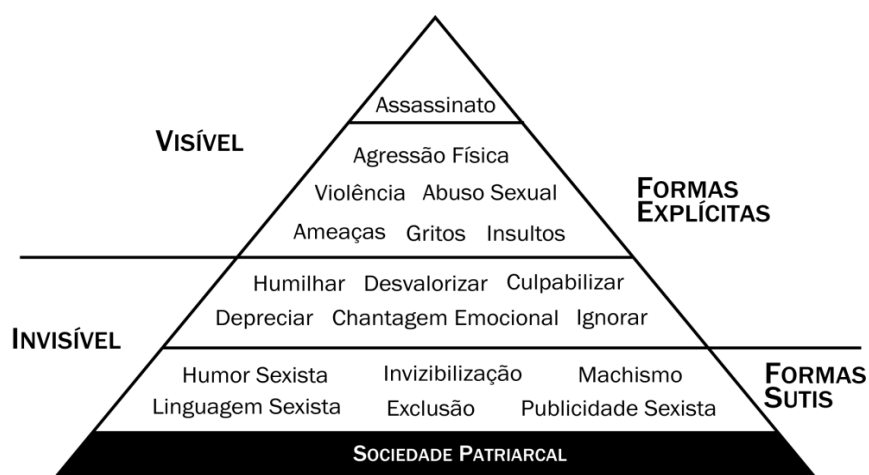 Assassinato
VISÍVEL
Agressão Física
Violência Abuso Sexual
FORMAS
EXPLÍCITAS
Ameaças Gritos Insultos
Humilhar Desvalorizar Culpabilizar
Depreciar Chantagem Emocional Ignorar
INVISÍVEL
Humor Sexista Invizibilização Machismo
Linguagem Sexista Exclusão Publicidade Sexista
FORMAS
SUTIS
SOCIEDADE PATRIARCAL